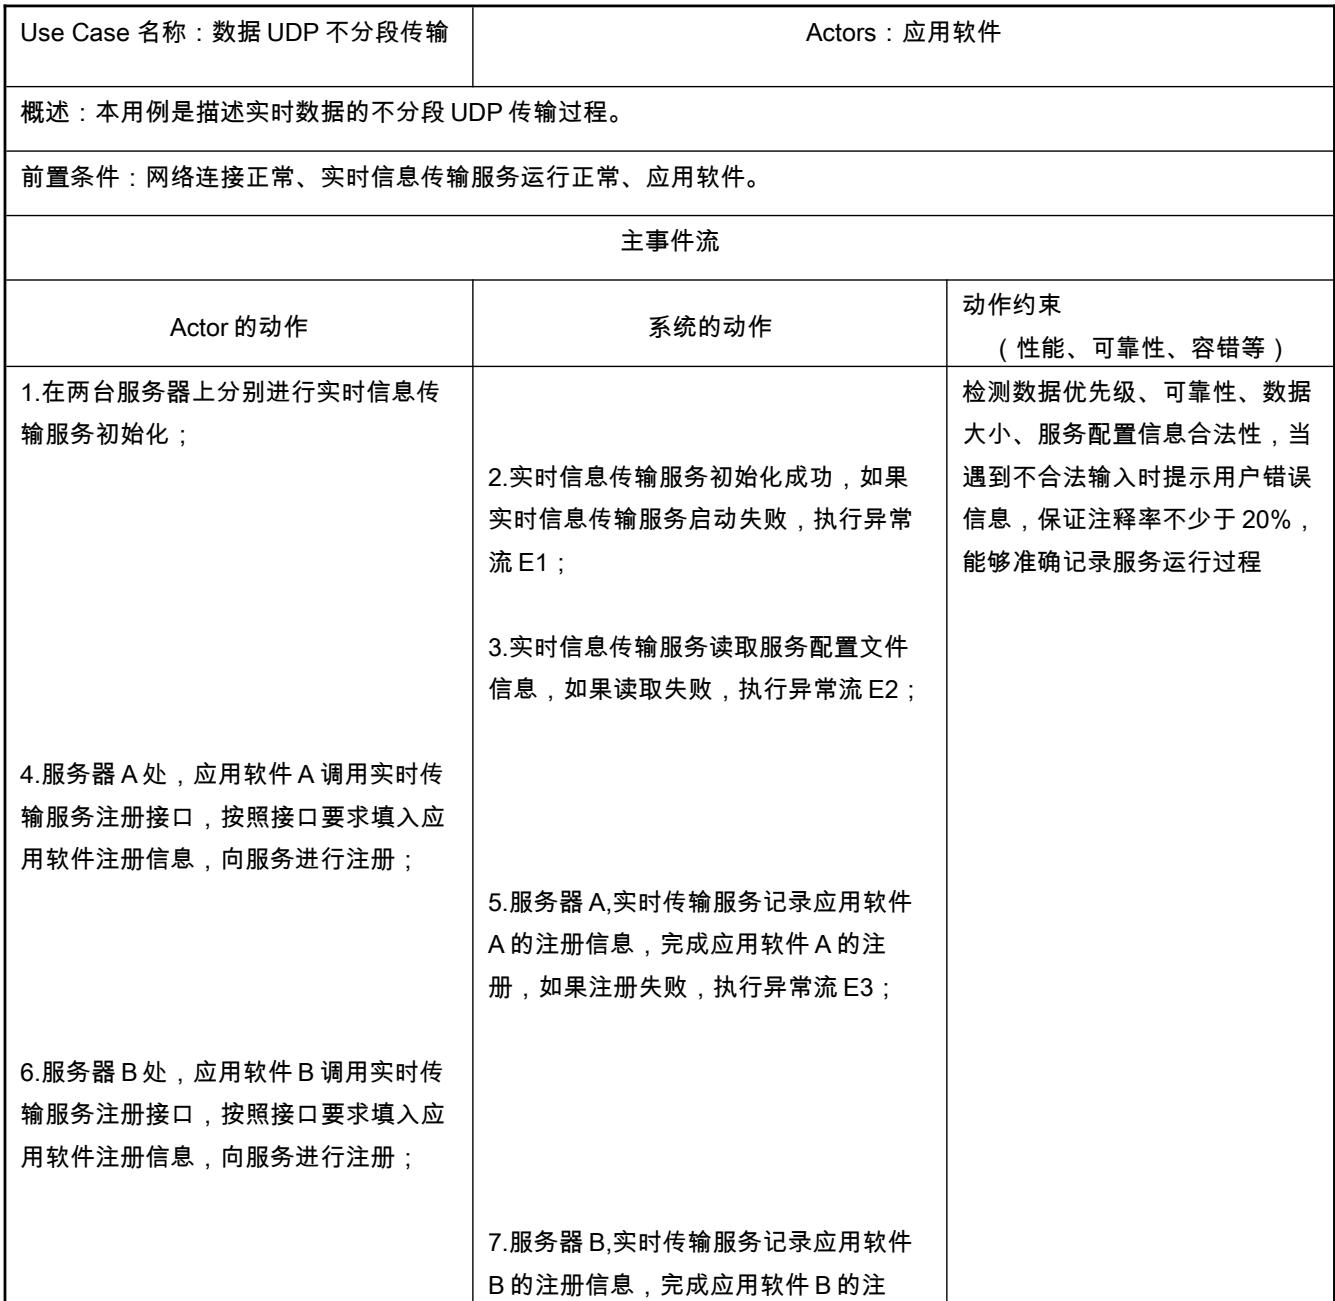 Use Case 名称：数据 UDP 不分段传输
Actors：应用软件
概述：本用例是描述实时数据的不分段 UDP 传输过程。
前置条件：网络连接正常、实时信息传输服务运行正常、应用软件。
主事件流
Actor 的动作
系统的动作
动作约束
（性能、可靠性、容错等）
1.在两台服务器上分别进行实时信息传
输服务初始化；
检测数据优先级、可靠性、数据
大小、服务配置信息合法性，当
遇到不合法输入时提示用户错误
信息，保证注释率不少于 20%，
能够准确记录服务运行过程
2.实时信息传输服务初始化成功，如果
实时信息传输服务启动失败，执行异常
流 E1；
3.实时信息传输服务读取服务配置文件
信息，如果读取失败，执行异常流 E2；
4.服务器 A 处，应用软件 A 调用实时传
输服务注册接口，按照接口要求填入应
用软件注册信息，向服务进行注册；
5.服务器 A,实时传输服务记录应用软件
A 的注册信息，完成应用软件 A 的注
册，如果注册失败，执行异常流 E3；
6.服务器 B 处，应用软件 B 调用实时传
输服务注册接口，按照接口要求填入应
用软件注册信息，向服务进行注册；
7.服务器 B,实时传输服务记录应用软件
B 的注册信息，完成应用软件 B 的注